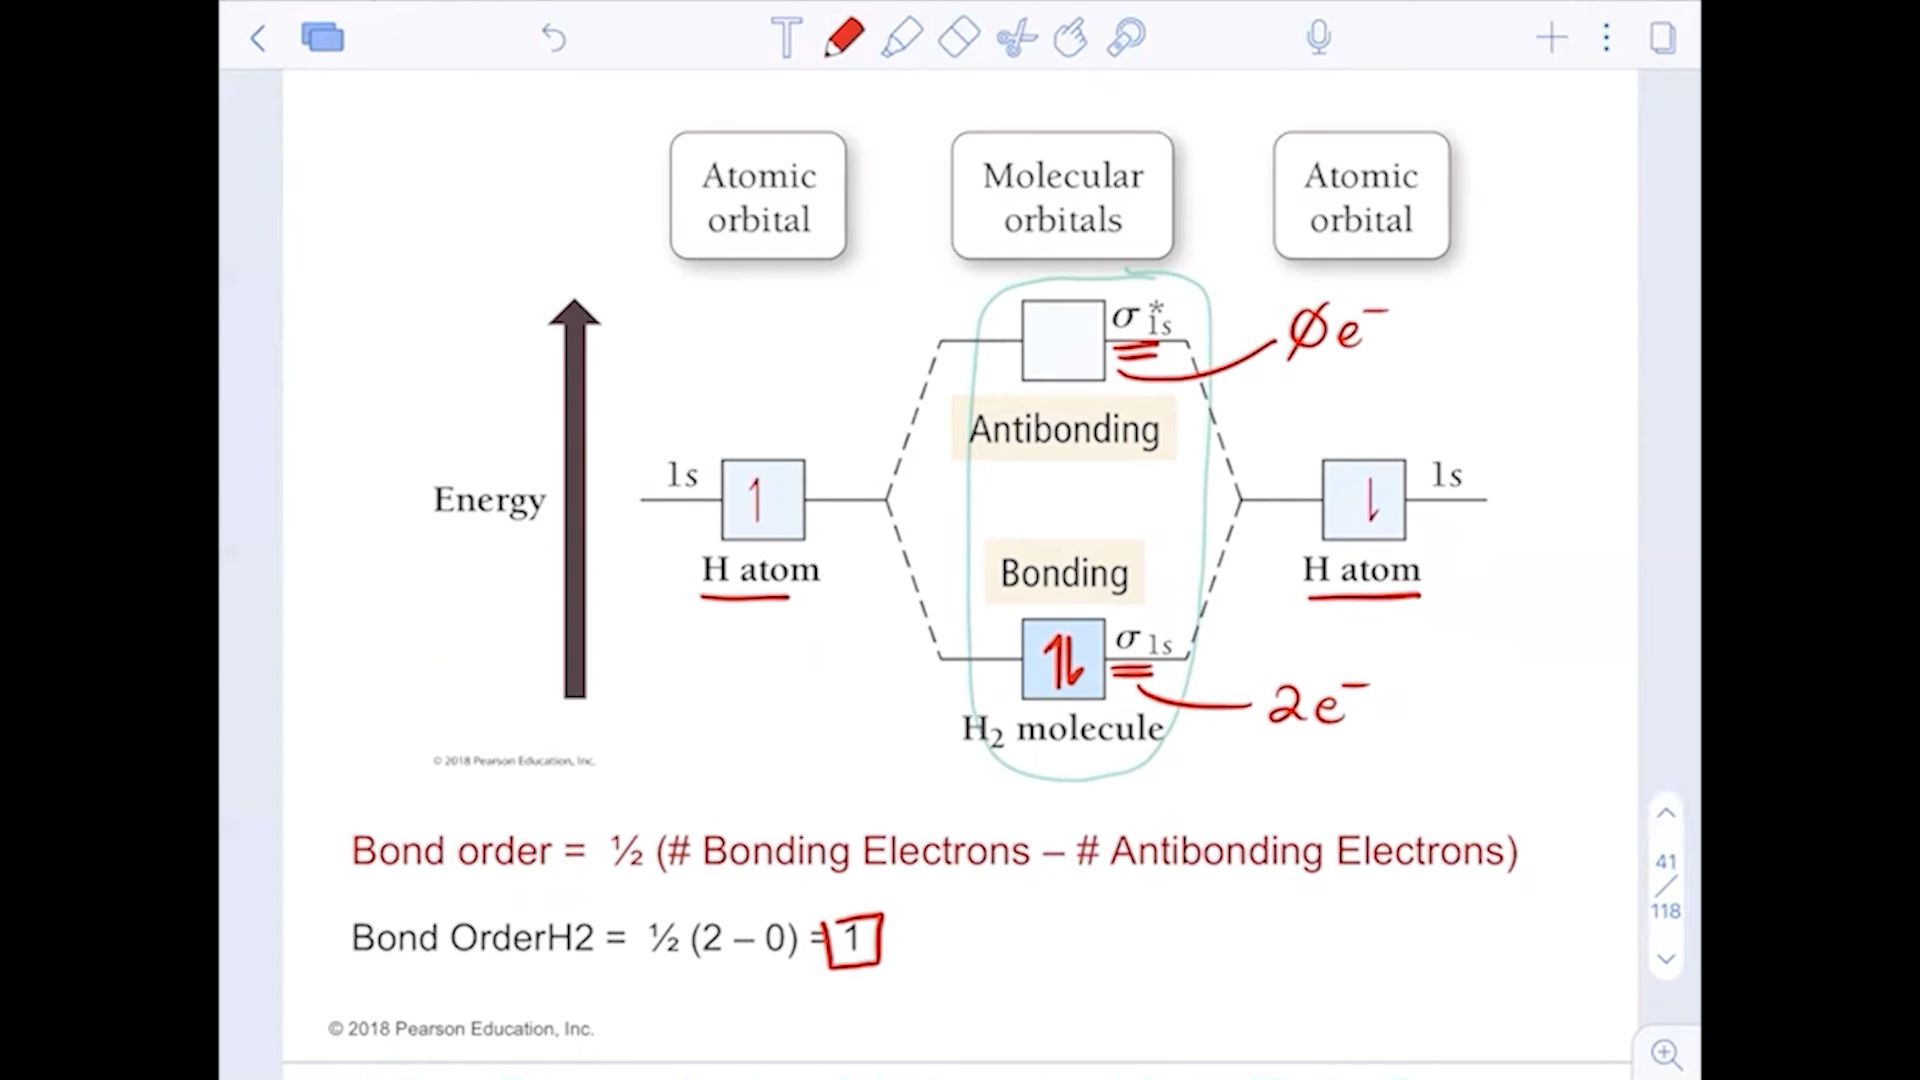 Atomic
orbital
Molecular
orbitals
Atomic
orbital
σ*1s
∅e⁻
Antibonding
1s
1s
Energy
H atom
H atom
Bonding
σ1s
2e⁻
H₂ molecule
© 2018 Pearson Education, Inc.
Bond order = ½ (# Bonding Electrons – # Antibonding Electrons)
Bond OrderH2 = ½ (2 – 0) = 1
© 2018 Pearson Education, Inc.
41
118